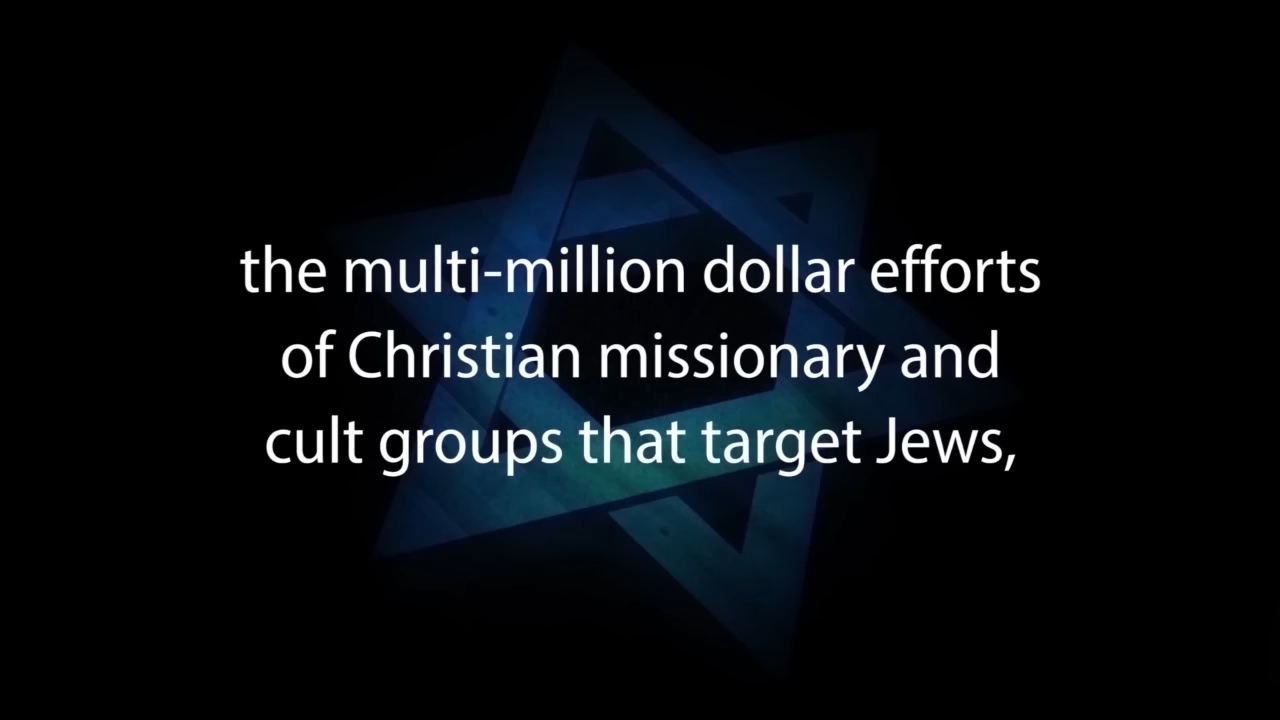 the multi-million dollar efforts
of Christian missionary and
cult groups that target Jews,